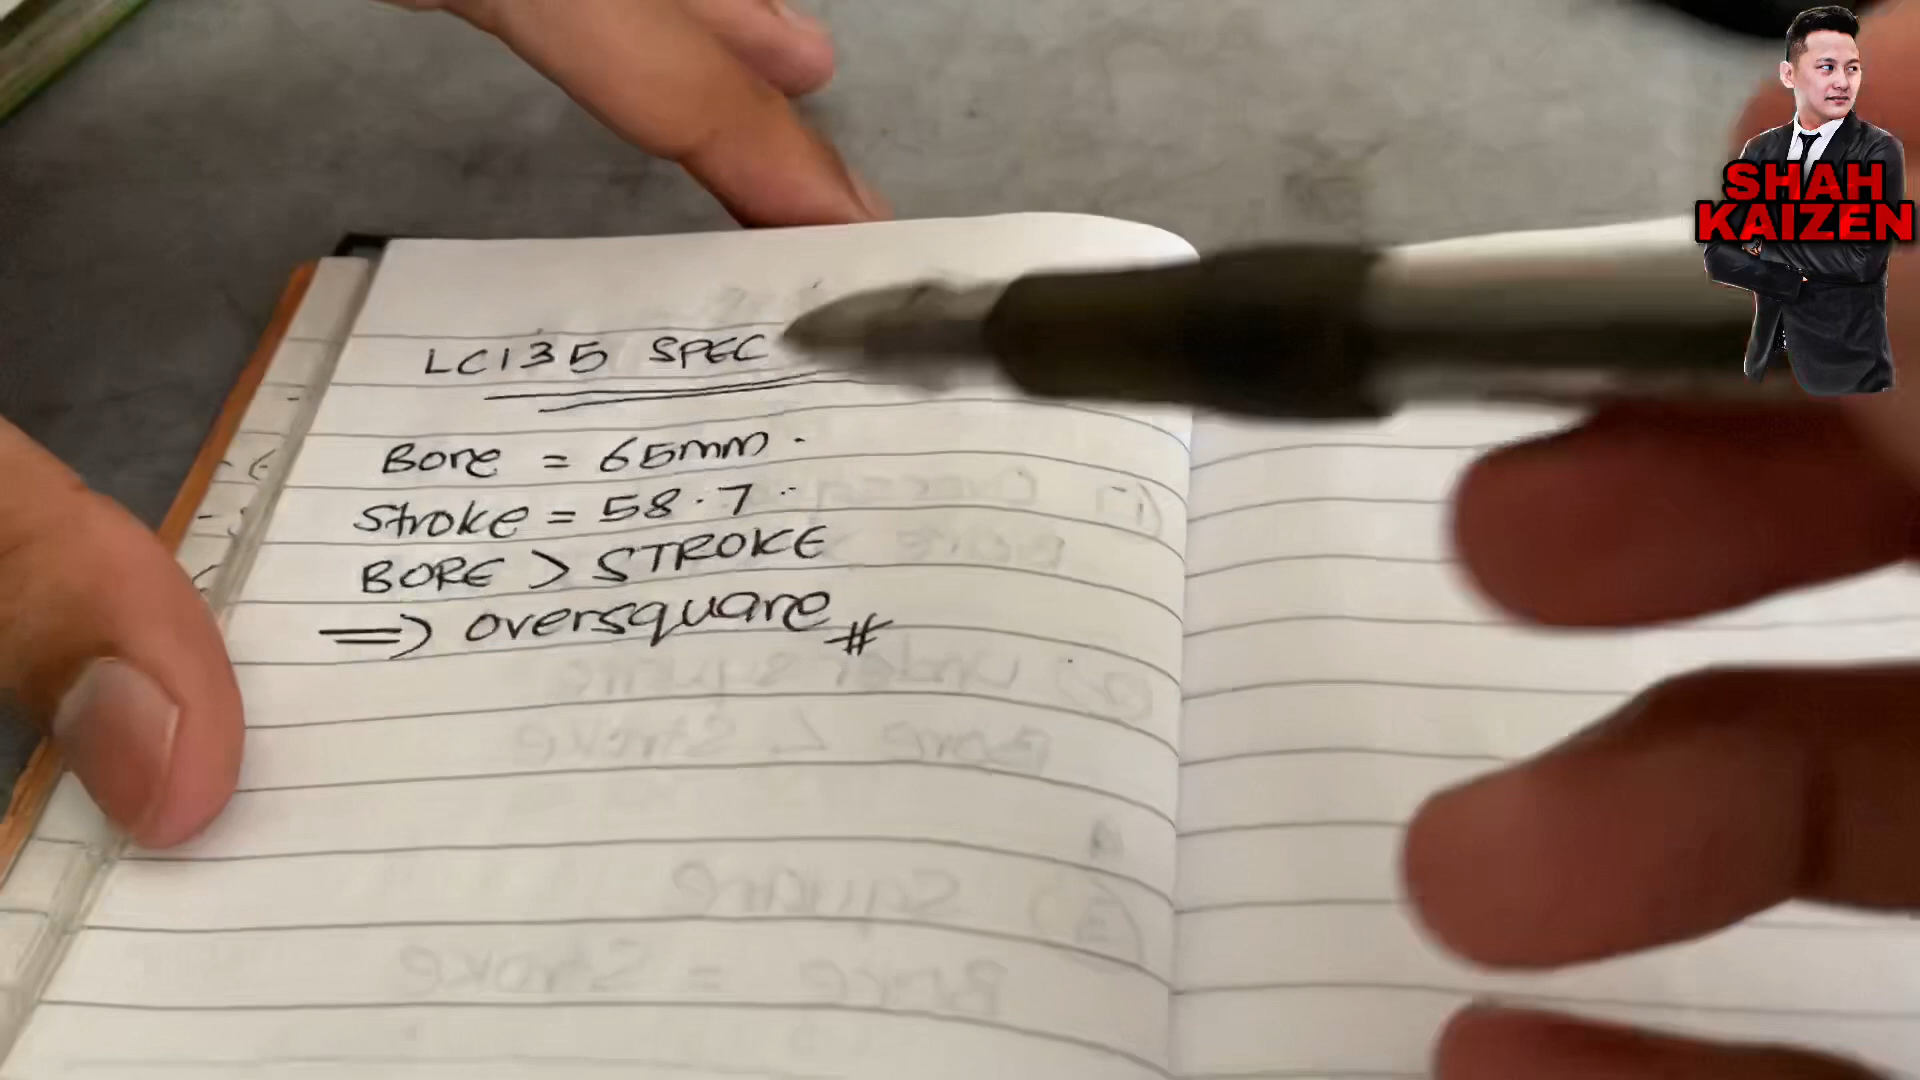 LC135 SPEC
Bore = 65mm.
Stroke = 58.7
BORE > STROKE
=> oversquare #
SHAH
KAIZEN